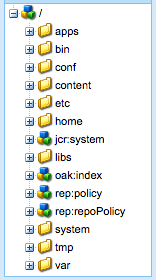 /
apps
bin
conf
content
etc
home
jcr:system
libs
oak:index
rep:policy
rep:repoPolicy
system
tmp
var